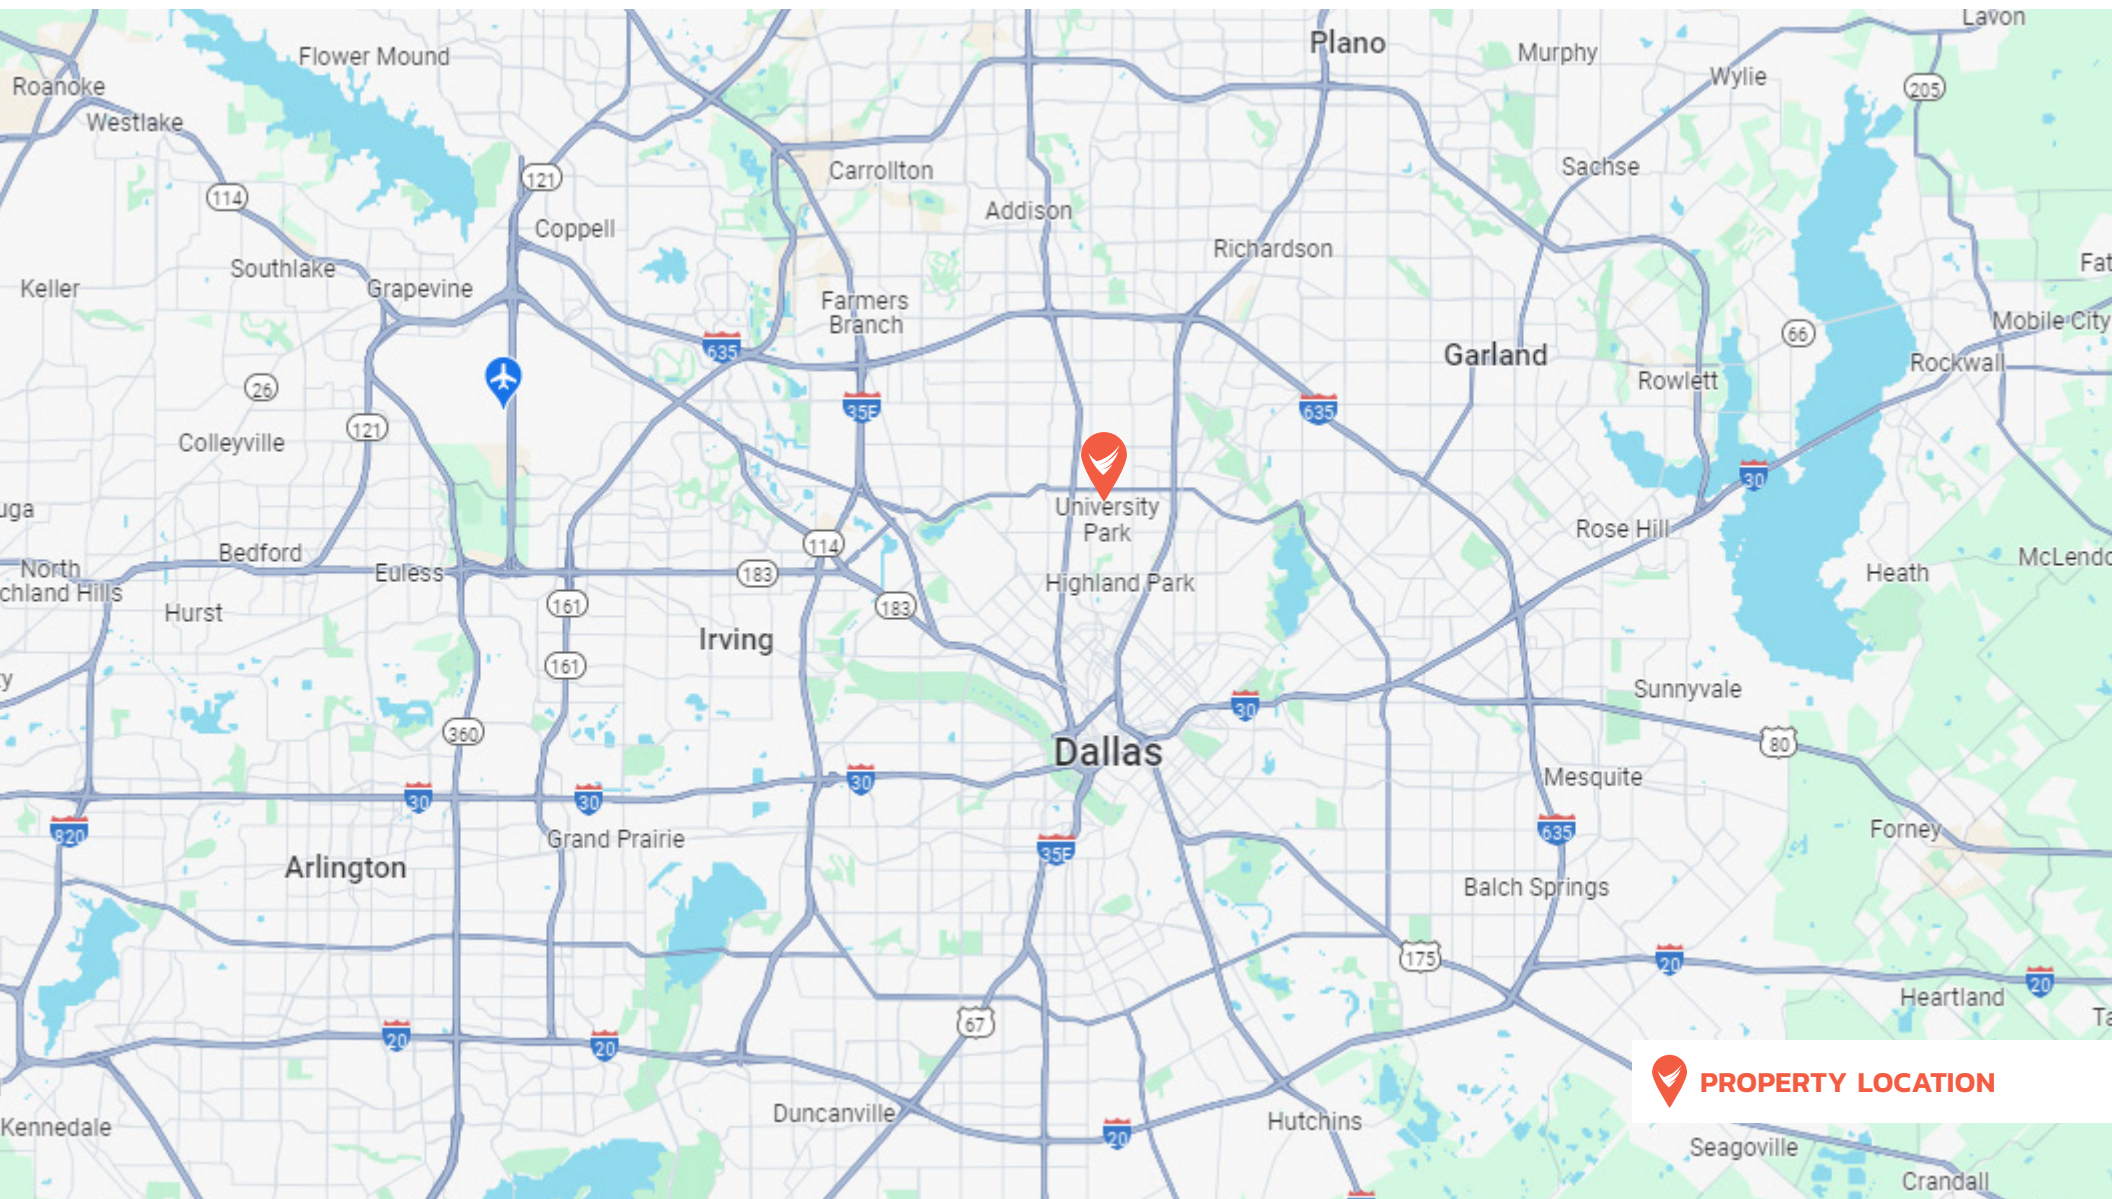 Lavon
Plano
Murphy
Flower Mound
Wylie
Roanoke
205
Westlake
Carrollton
Sachse
121
114
Addison
Coppell
Richardson
Southlake
Keller
Grapevine
Farmers
Branch
Mobile City
66
635
Garland
Rockwall
Rowlett
26
35E
635
121
Colleyville
30
University
Park
Rose Hill
114
Bedford
North
Euless
183
Highland Park
McLendo
Heath
chland Hills
161
183
Hurst
Irving
161
Sunnyvale
30
360
80
Dallas
Mesquite
30
30
30
820
635
Forney
Grand Prairie
35E
Arlington
Balch Springs
175
20
20
Heartland
67
20
20
PROPERTY LOCATION
Duncanville
Kennedale
20
Hutchins
Seagoville
Crandall